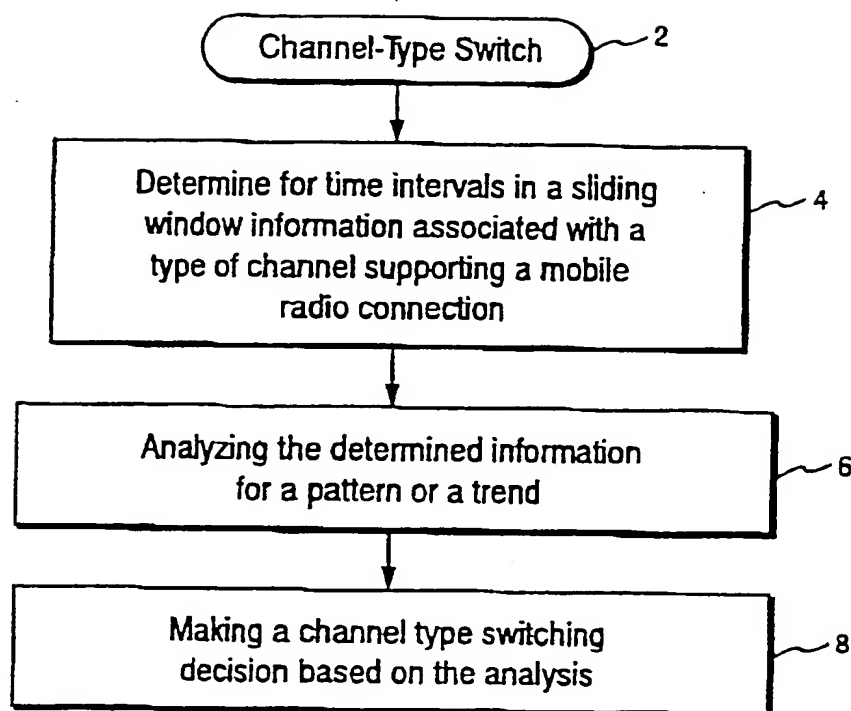 Channel-Type Switch
2
Determine for time intervals in a sliding
window information associated with a
type of channel supporting a mobile
radio connection
4
Analyzing the determined information
for a pattern or a trend
6
Making a channel type switching
decision based on the analysis
8